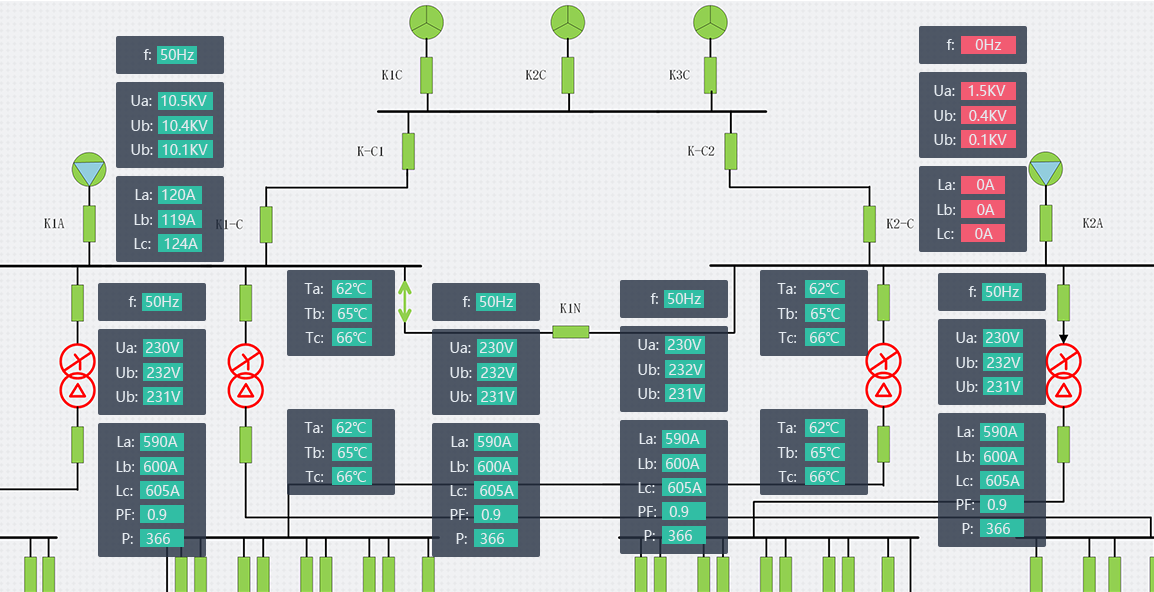 K1C
K2C
K3C
f: 50Hz
Ua: 10.5KV
Ub: 10.4KV
Ub: 10.1KV
La: 120A
Lb: 119A
Lc: 124A
K1A
K1-C
K-C1
K-C2
K2-C
f: 0Hz
Ua: 1.5KV
Ub: 0.4KV
Ub: 0.1KV
La: 0A
Lb: 0A
Lc: 0A
K2A
f: 50Hz
Ua: 230V
Ub: 232V
Ub: 231V
La: 590A
Lb: 600A
Lc: 605A
PF: 0.9
P: 366
Ta: 62℃
Tb: 65℃
Tc: 66℃
Ta: 62℃
Tb: 65℃
Tc: 66℃
f: 50Hz
Ua: 230V
Ub: 232V
Ub: 231V
La: 590A
Lb: 600A
Lc: 605A
PF: 0.9
P: 366
K1N
f: 50Hz
Ua: 230V
Ub: 232V
Ub: 231V
La: 590A
Lb: 600A
Lc: 605A
PF: 0.9
P: 366
Ta: 62℃
Tb: 65℃
Tc: 66℃
Ta: 62℃
Tb: 65℃
Tc: 66℃
f: 50Hz
Ua: 230V
Ub: 232V
Ub: 231V
La: 590A
Lb: 600A
Lc: 605A
PF: 0.9
P: 366